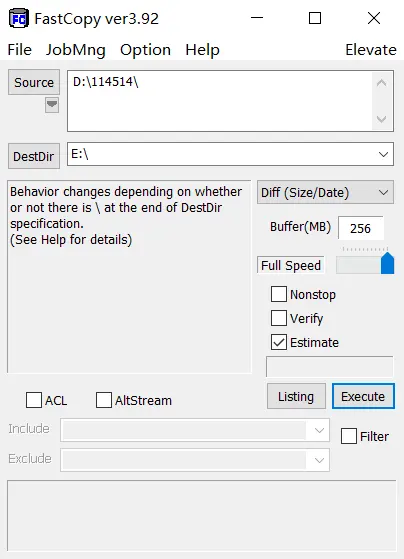 FC
FastCopy ver3.92
File JobMng Option Help Elevate
Source
D:\114514\
DestDir
E:\
Behavior changes depending on whether
or not there is \ at the end of DestDir
specification.
(See Help for details)
Diff (Size/Date)
Buffer(MB) 256
Full Speed
Nonstop
Verify
Estimate
Listing Execute
ACL AltStream
Include
Filter
Exclude